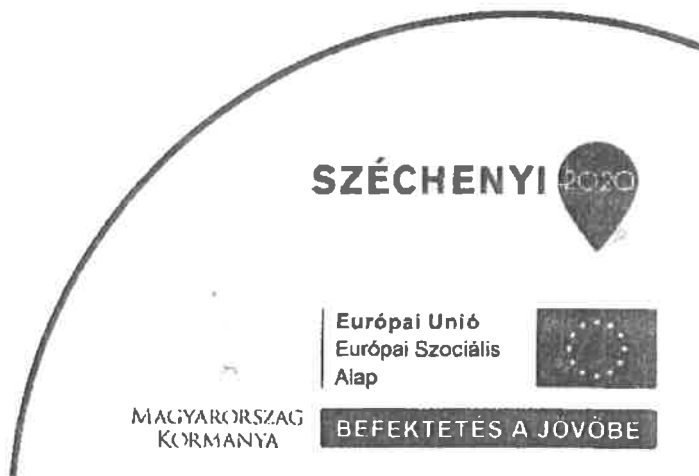 SZÉCHENYI 2020
Európai Unió
Európai Szociális
Alap
MAGYARORSZÁG
KORMÁNYA
BEFEKTETÉS A JÖVŐBE